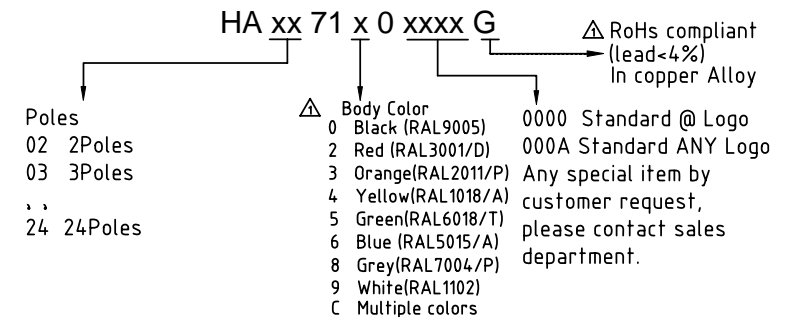 HA xx 71 x 0 xxxx G
1 RoHs compliant
(lead<4%)
In copper Alloy
Poles
02 2Poles
03 3Poles
, ,
24 24Poles
1 Body Color
0 Black (RAL9005)
2 Red (RAL3001/D)
3 Orange(RAL2011/P)
4 Yellow(RAL1018/A)
5 Green(RAL6018/T)
6 Blue (RAL5015/A)
8 Grey(RAL7004/P)
9 White(RAL1102)
C Multiple colors
0000 Standard @ Logo
000A Standard ANY Logo
Any special item by
customer request,
please contact sales
department.